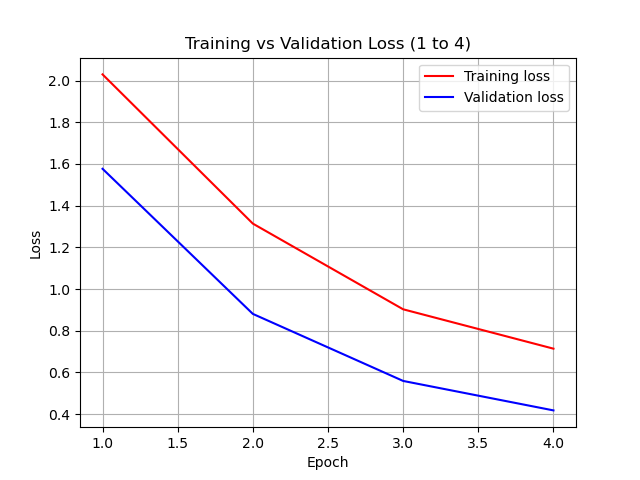 Training vs Validation Loss (1 to 4)
Training loss
Validation loss
2.0
1.8
1.6
1.4
1.2
1.0
0.8
0.6
0.4
Loss
1.0 1.5 2.0 2.5 3.0 3.5 4.0
Epoch